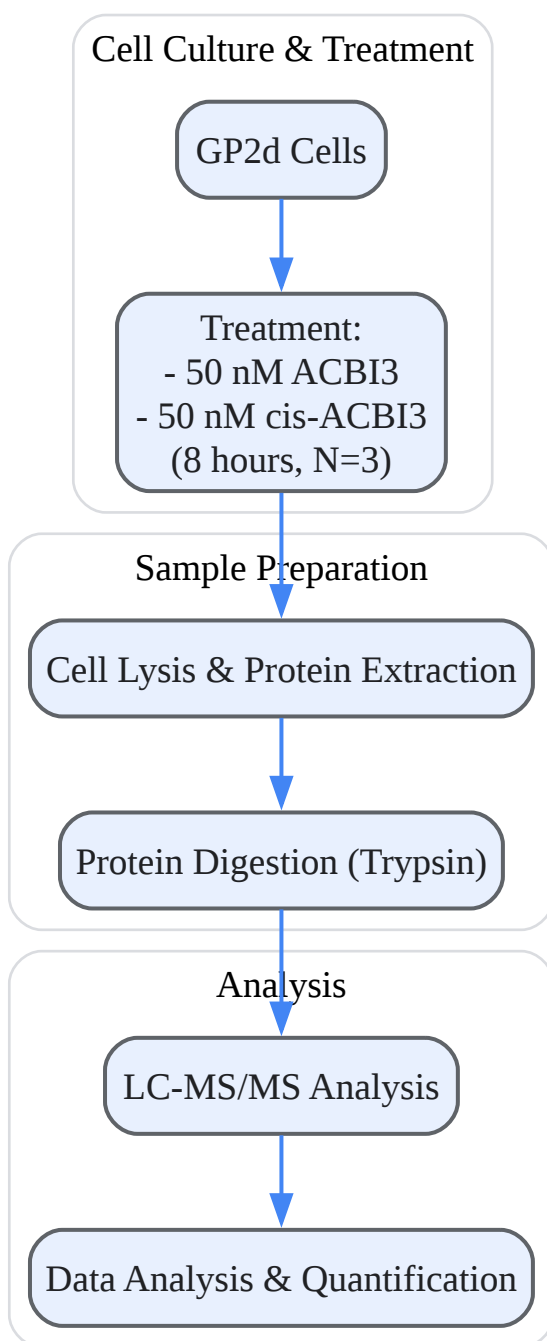 Cell Culture & Treatment
GP2d Cells
Treatment:
- 50 nM ACBI3
- 50 nM cis-ACBI3
(8 hours, N=3)
Sample Preparation
Cell Lysis & Protein Extraction
Protein Digestion (Trypsin)
Analysis
LC-MS/MS Analysis
Data Analysis & Quantification